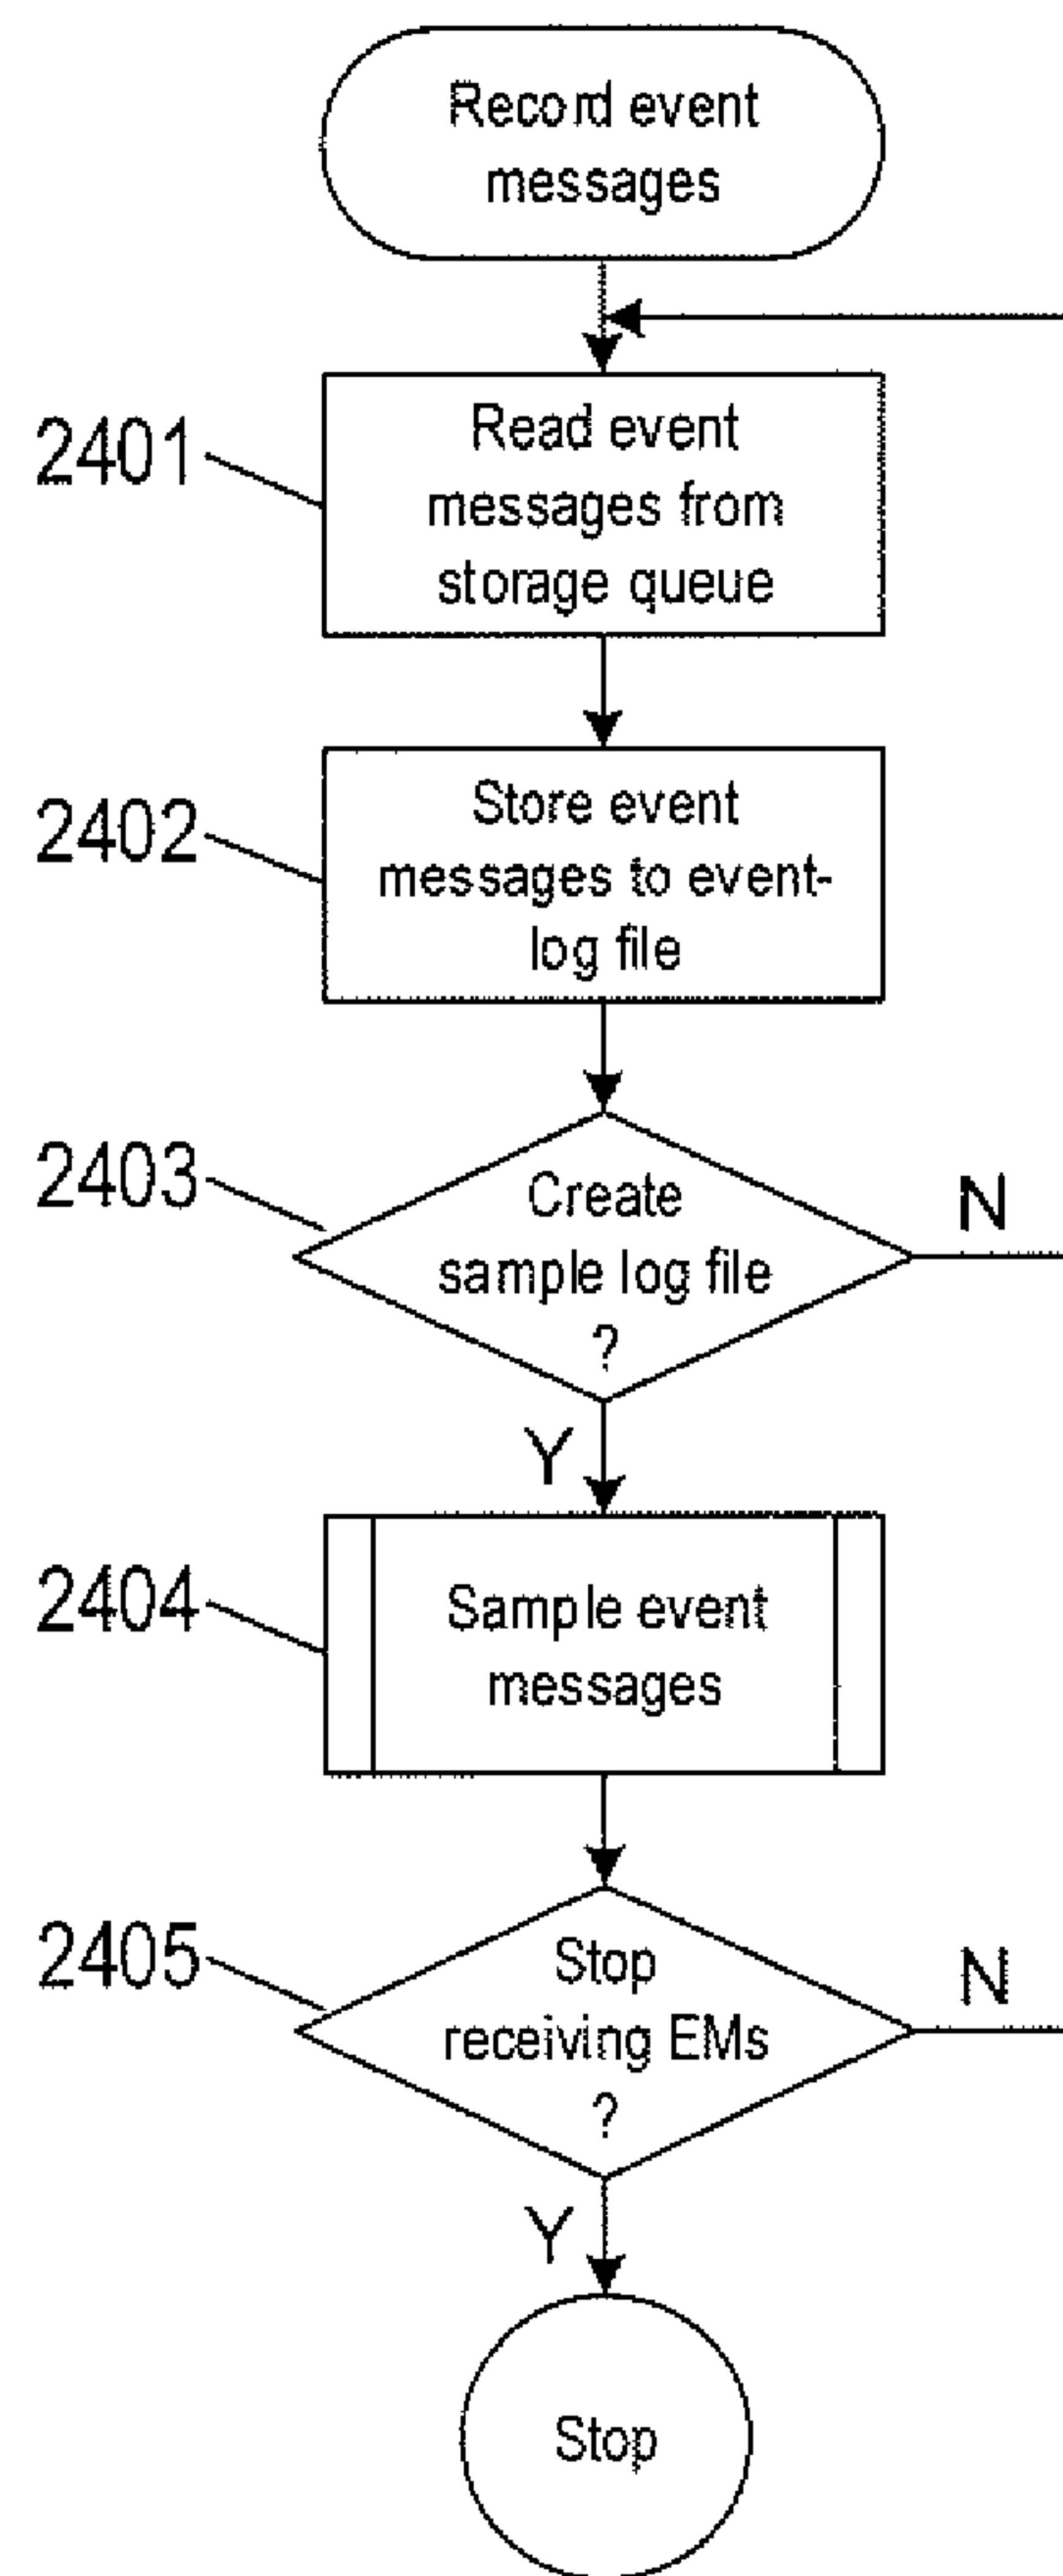 Record event
messages
2401
Read event
messages from
storage queue
2402
Store event
messages to event-
log file
2403
Create
sample log file
?
N
Y
2404
Sample event
messages
2405
Stop
receiving EMs
?
N
Y
Stop